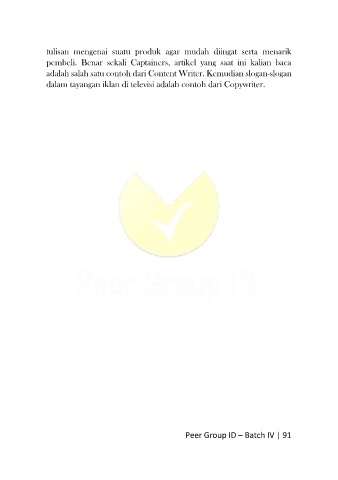 tulisan mengenai suatu produk agar mudah diingat serta menarik
pembeli. Benar sekali Captainers, artikel yang saat ini kalian baca
adalah salah satu contoh dari Content Writer. Kemudian slogan-slogan
dalam tayangan iklan di televisi adalah contoh dari Copywriter.
Peer Group ID
Peer Group ID – Batch IV | 91